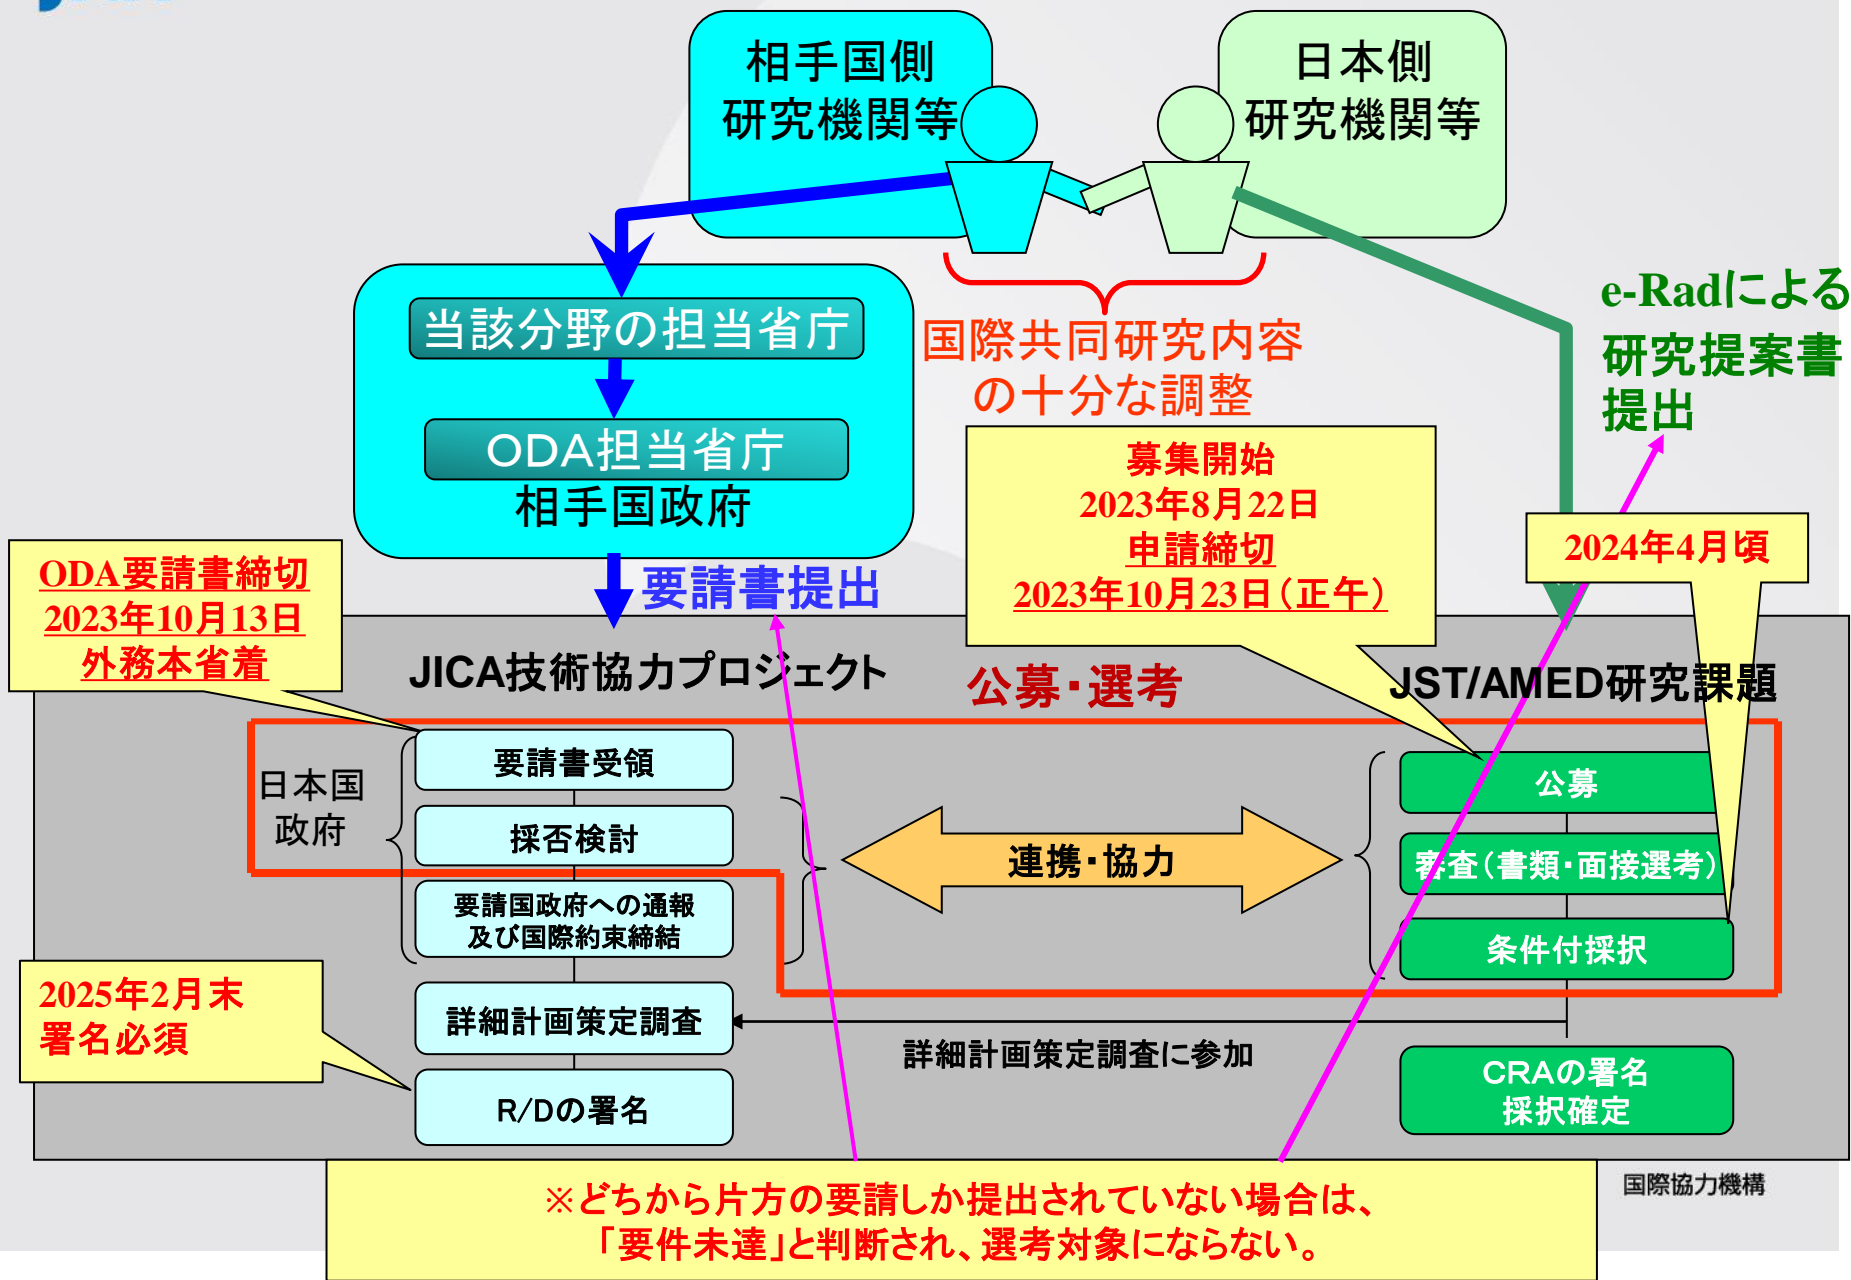 相手国側
研究機関等
日本側
研究機関等
当該分野の担当省庁
ODA担当省庁
相手国政府
国際共同研究内容
の十分な調整
e-Radによる
研究提案書
提出
募集開始
2023年8月22日
申請締切
2023年10月23日(正午)
2024年4月頃
ODA要請書締切
2023年10月13日
外務本省着
要請書提出
JICA技術協力プロジェクト
公募・選考
JST/AMED研究課題
日本国
政府
要請書受領
採否検討
要請国政府への通報
及び国際約束締結
詳細計画策定調査
R/Dの署名
連携・協力
公募
審査(書類・面接選考)
条件付採択
2025年2月末
署名必須
詳細計画策定調査に参加
CRAの署名
採択確定
国際協力機構
※どちから片方の要請しか提出されていない場合は、
「要件未達」と判断され、選考対象にならない。